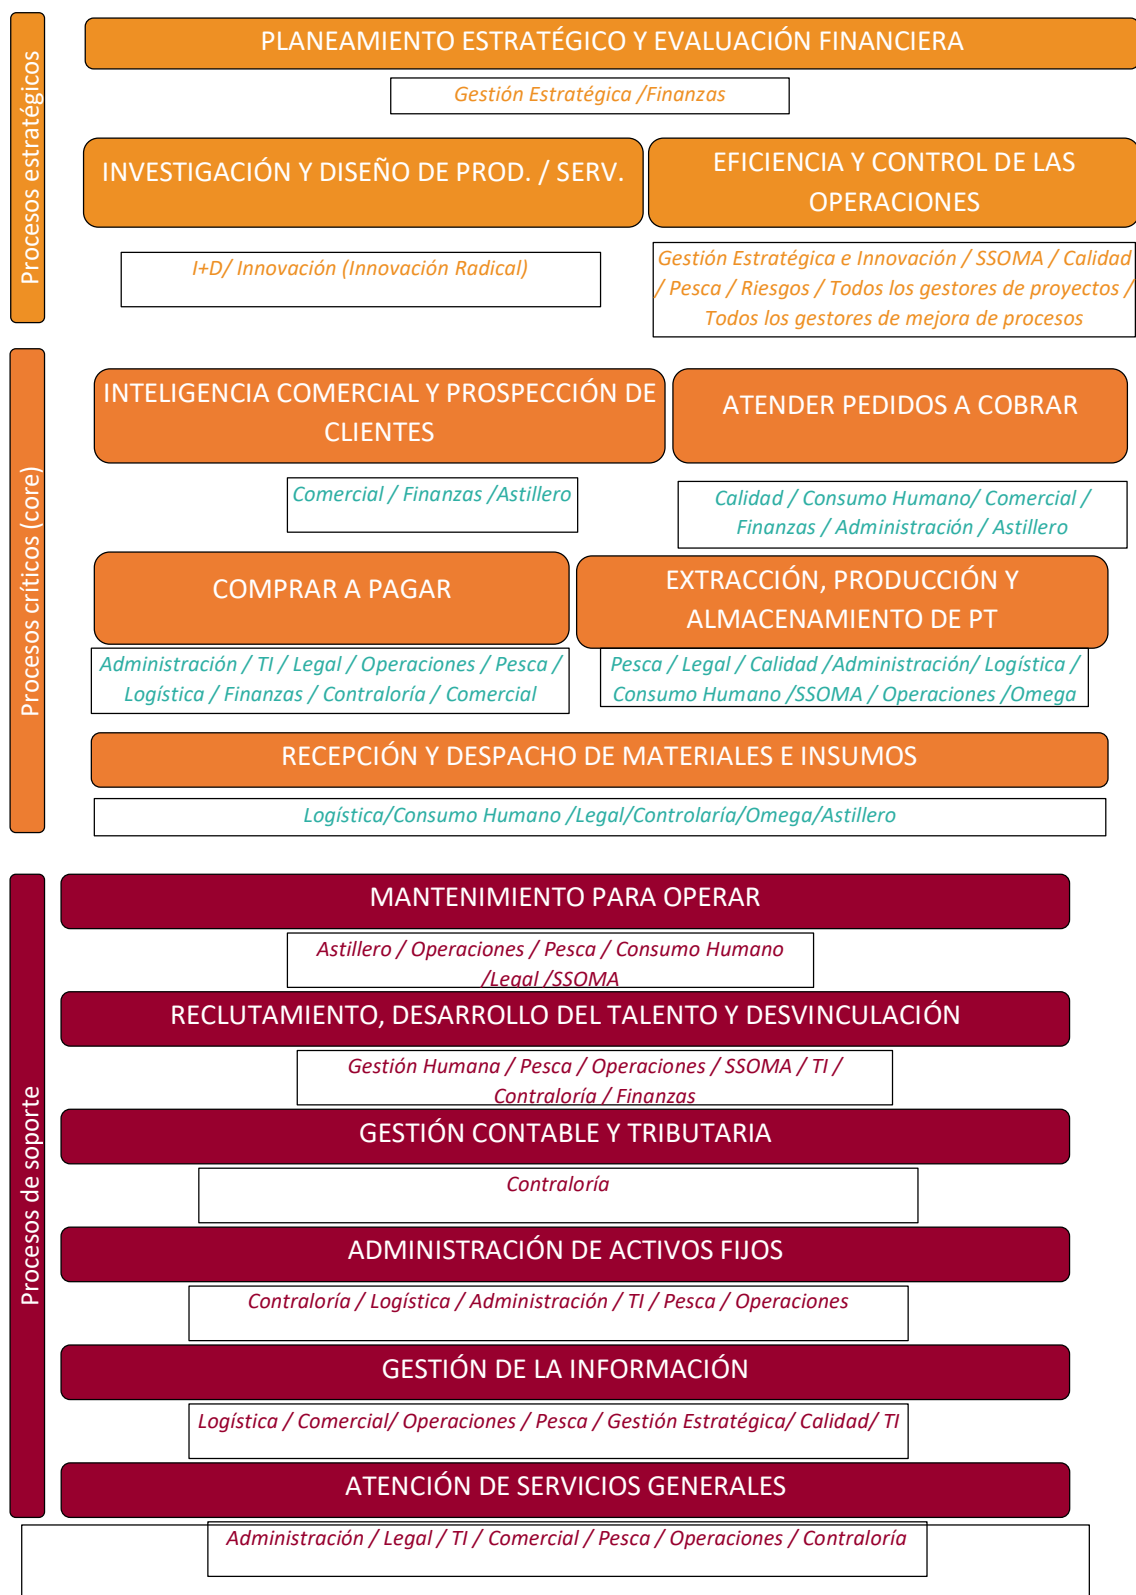 Procesos estratégicos
PLANEAMIENTO ESTRATÉGICO Y EVALUACIÓN FINANCIERA
Gestión Estratégica /Finanzas
INVESTIGACIÓN Y DISEÑO DE PROD. / SERV.
I+D/ Innovación (Innovación Radical)
EFICIENCIA Y CONTROL DE LAS
OPERACIONES
Gestión Estratégica e Innovación / SSOMA / Calidad
/ Pesca / Riesgos / Todos los gestores de proyectos /
Todos los gestores de mejora de procesos
Procesos críticos (core)
INTELIGENCIA COMERCIAL Y PROSPECCIÓN DE
CLIENTES
Comercial / Finanzas /Astillero
ATENDER PEDIDOS A COBRAR
Calidad / Consumo Humano/ Comercial /
Finanzas / Administración / Astillero
COMPRAR A PAGAR
Administración / TI / Legal / Operaciones / Pesca /
Logística / Finanzas / Contraloría / Comercial
EXTRACCIÓN, PRODUCCIÓN Y
ALMACENAMIENTO DE PT
Pesca / Legal / Calidad /Administración/ Logística /
Consumo Humano /SSOMA / Operaciones /Omega
RECEPCIÓN Y DESPACHO DE MATERIALES E INSUMOS
Logística/Consumo Humano /Legal/Controlaría/Omega/Astillero
Procesos de soporte
MANTENIMIENTO PARA OPERAR
Astillero / Operaciones / Pesca / Consumo Humano
/Legal /SSOMA
RECLUTAMIENTO, DESARROLLO DEL TALENTO Y DESVINCULACIÓN
Gestión Humana / Pesca / Operaciones / SSOMA / TI /
Contraloría / Finanzas
GESTIÓN CONTABLE Y TRIBUTARIA
Contraloría
ADMINISTRACIÓN DE ACTIVOS FIJOS
Contraloría / Logística / Administración / TI / Pesca / Operaciones
GESTIÓN DE LA INFORMACIÓN
Logística / Comercial/ Operaciones / Pesca / Gestión Estratégica/ Calidad/ TI
ATENCIÓN DE SERVICIOS GENERALES
Administración / Legal / TI / Comercial / Pesca / Operaciones / Contraloría